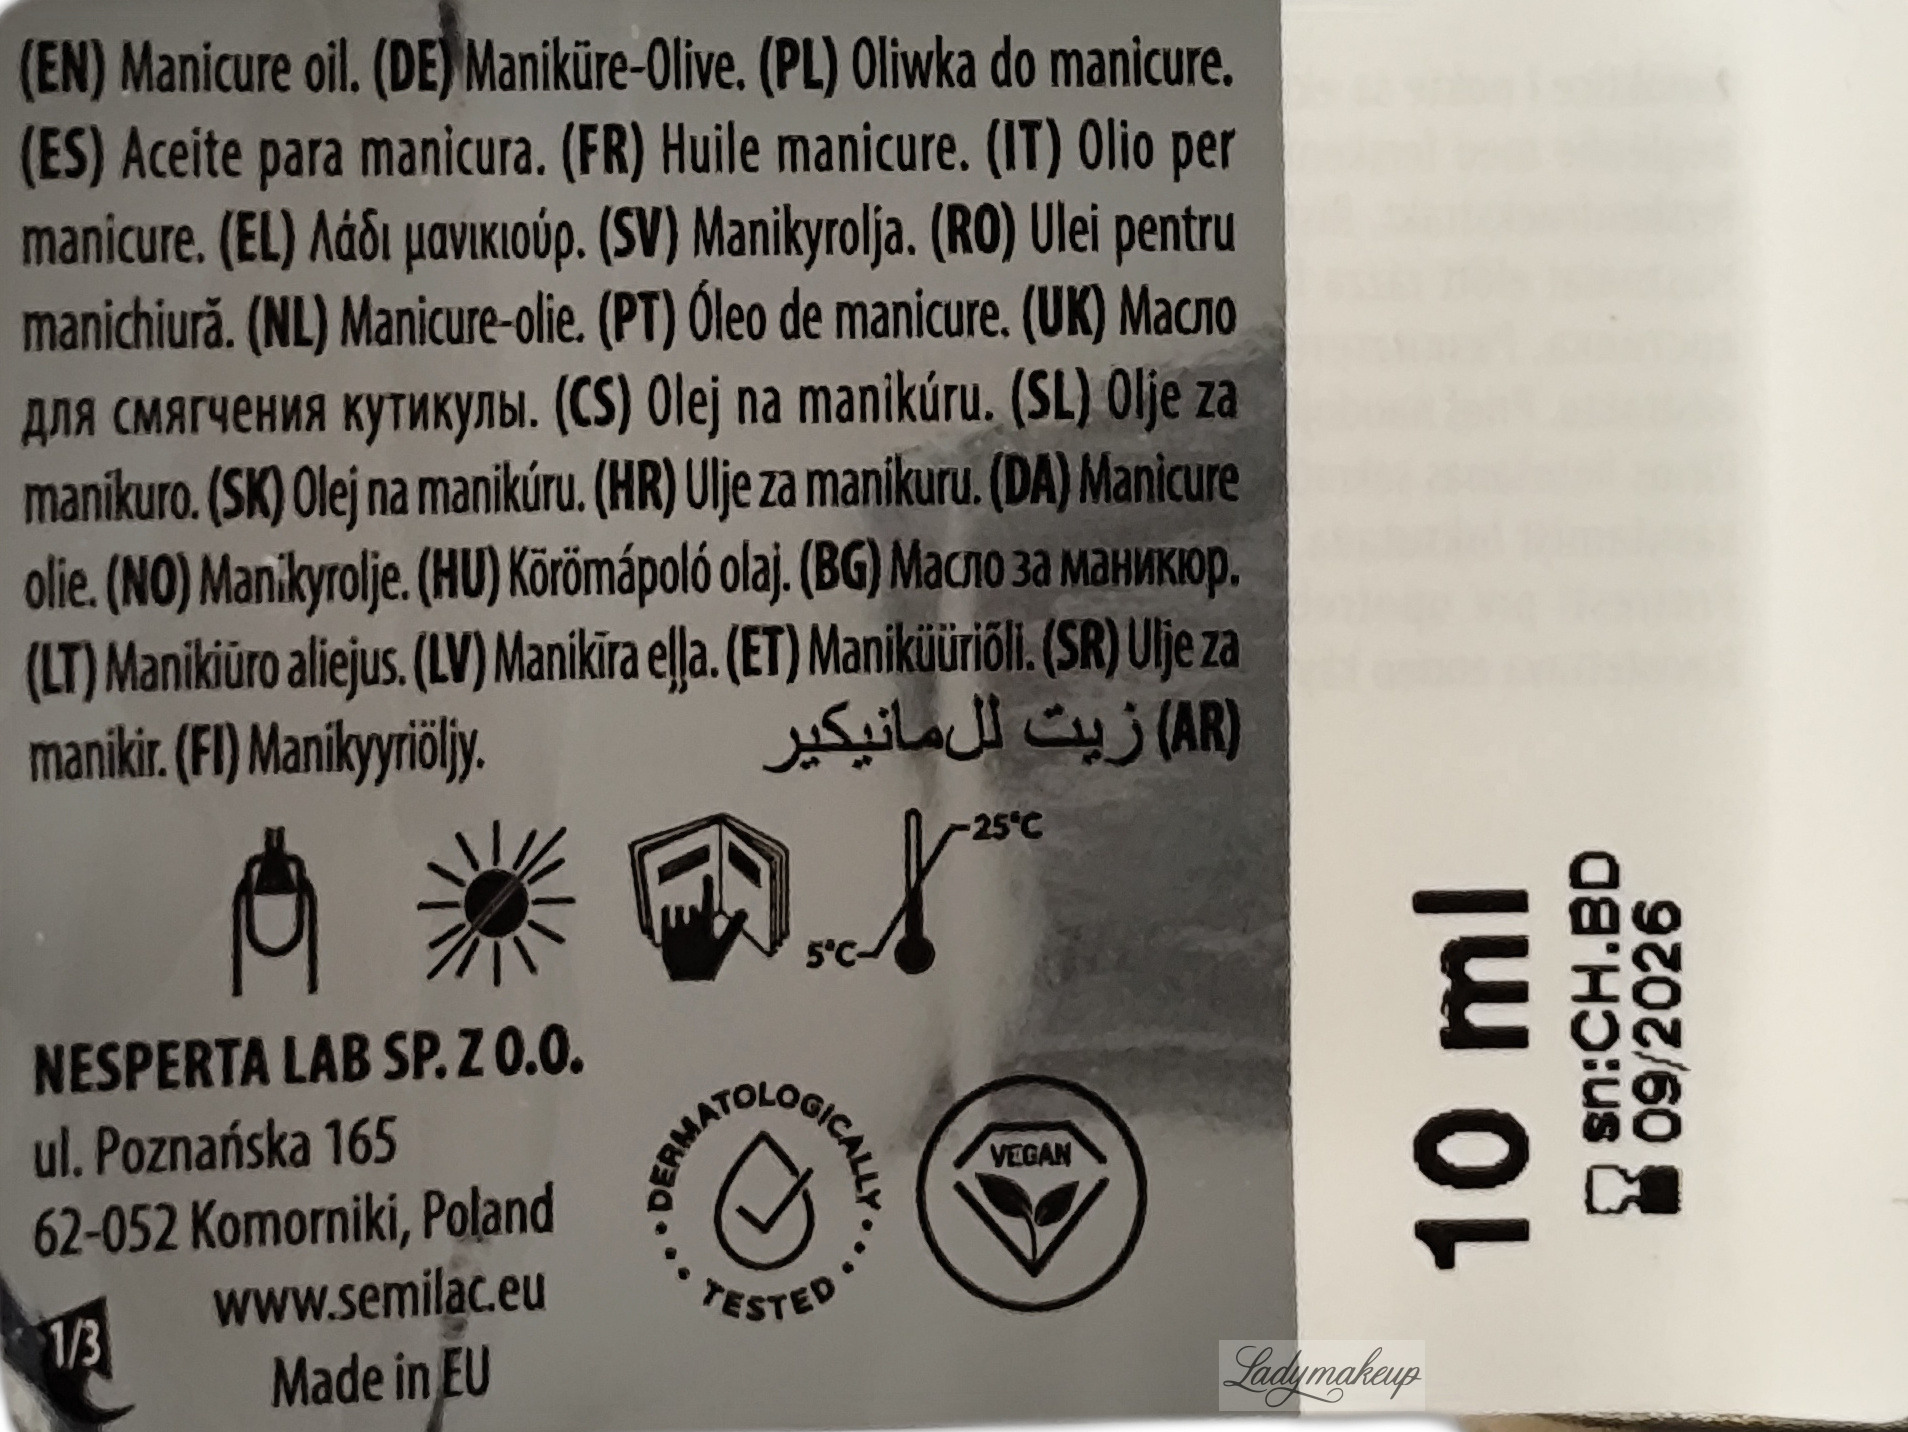 (EN) Manicure oil. (DE) Maniküre-Olive. (PL) Oliwka do manicure.
(ES) Aceite para manicura. (FR) Huile manicure. (IT) Olio per
manicure. (EL) Λάδι μανικιούρ. (SV) Manikyrolja. (RO) Ulei pentru
manichiură. (NL) Manicure-olie. (PT) Óleo de manicure. (UK) Масло
для смягчения кутикулы. (CS) Olej na manikúru. (SL) Olje za
manikuro. (SK) Olej na manikúru. (HR) Ulje za manikuru. (DA) Manicure
olie. (NO) Manikyrolje. (HU) Körömápoló olaj. (BG) Масло за маникюр.
(LT) Manikiūro aliejus. (LV) Manikīra eļļa. (ET) Maniküüriõli. (SR) Ulje za
manikir. (FI) Manikyyriöljy.
(AR) زيت للمانيكير
25°C
5°C
NESPERTA LAB SP. Z O.O.
ul. Poznańska 165
62-052 Komorniki, Poland
www.semilac.eu
Made in EU
1/3
DERMATOLOGICALLY
TESTED
VEGAN
10 ml
sn:CH.BD
09/2026
Ladymakeup